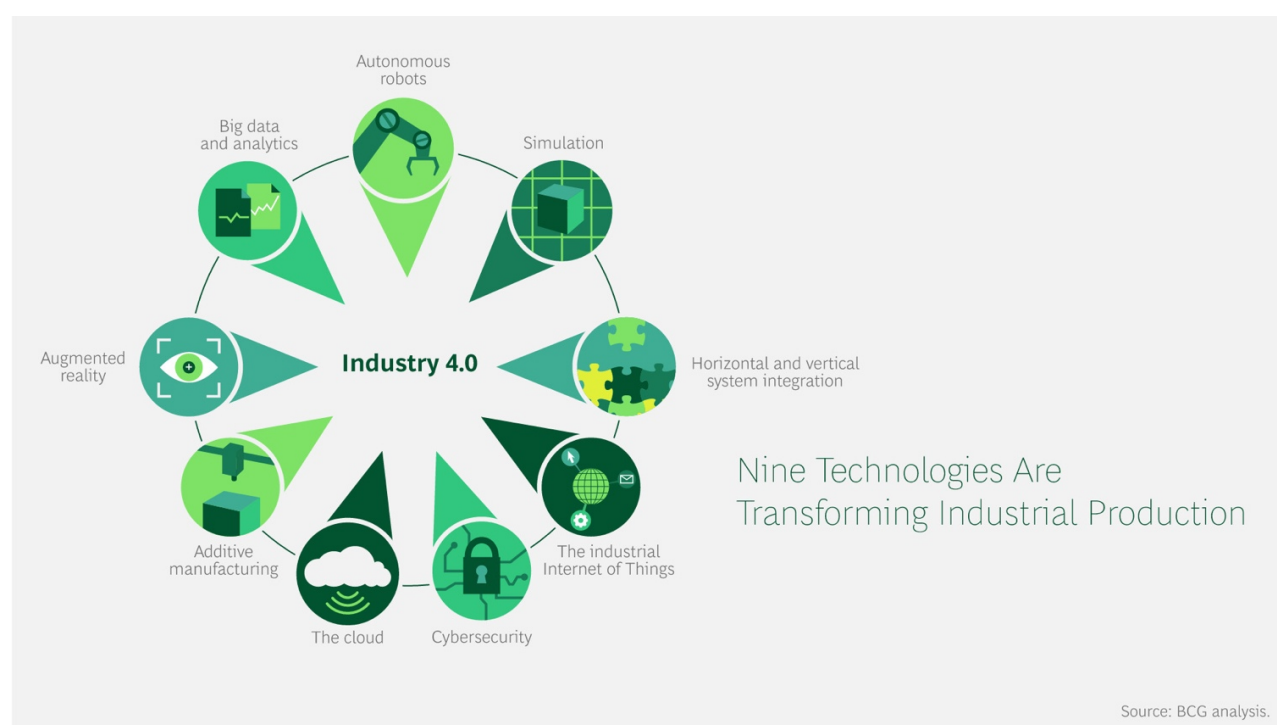 Autonomous
robots
Big data
and analytics
Simulation
Augmented
reality
Industry 4.0
Horizontal and vertical
system integration
Nine Technologies Are
Transforming Industrial Production
Additive
manufacturing
The industrial
Internet of Things
The cloud
Cybersecurity
Source: BCG analysis.